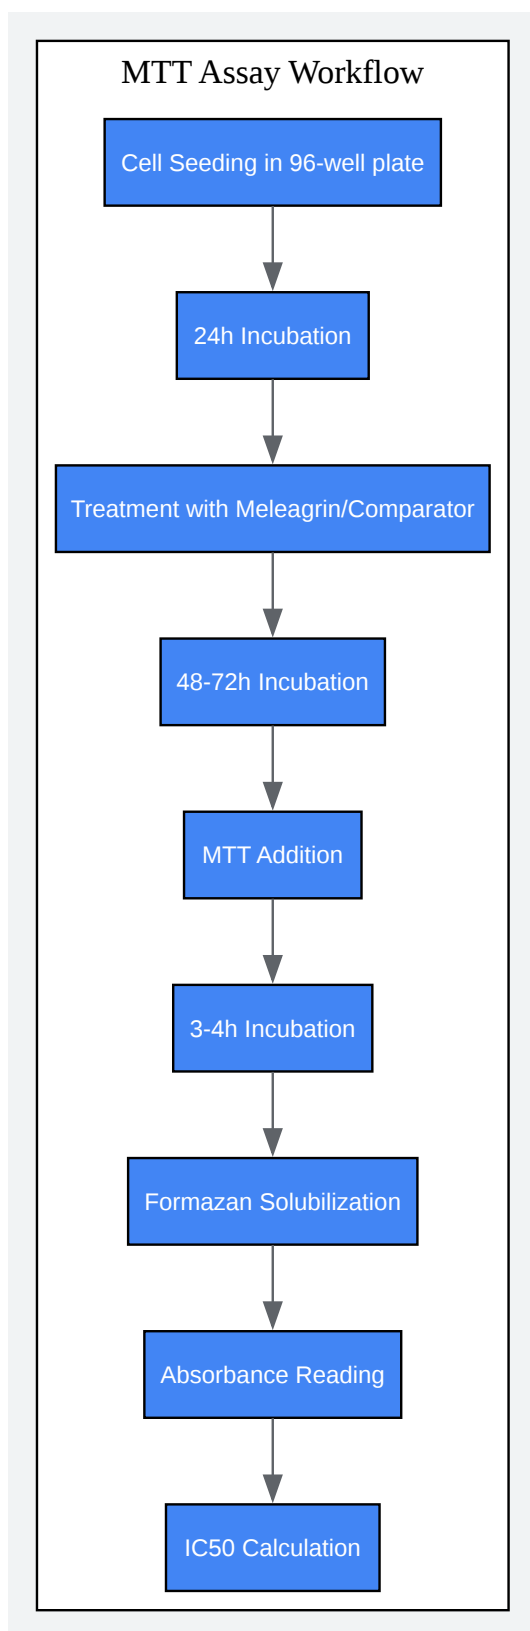 MTT Assay Workflow
Cell Seeding in 96-well plate
24h Incubation
Treatment with Meleagrin/Comparator
48-72h Incubation
MTT Addition
3-4h Incubation
Formazan Solubilization
Absorbance Reading
IC50 Calculation